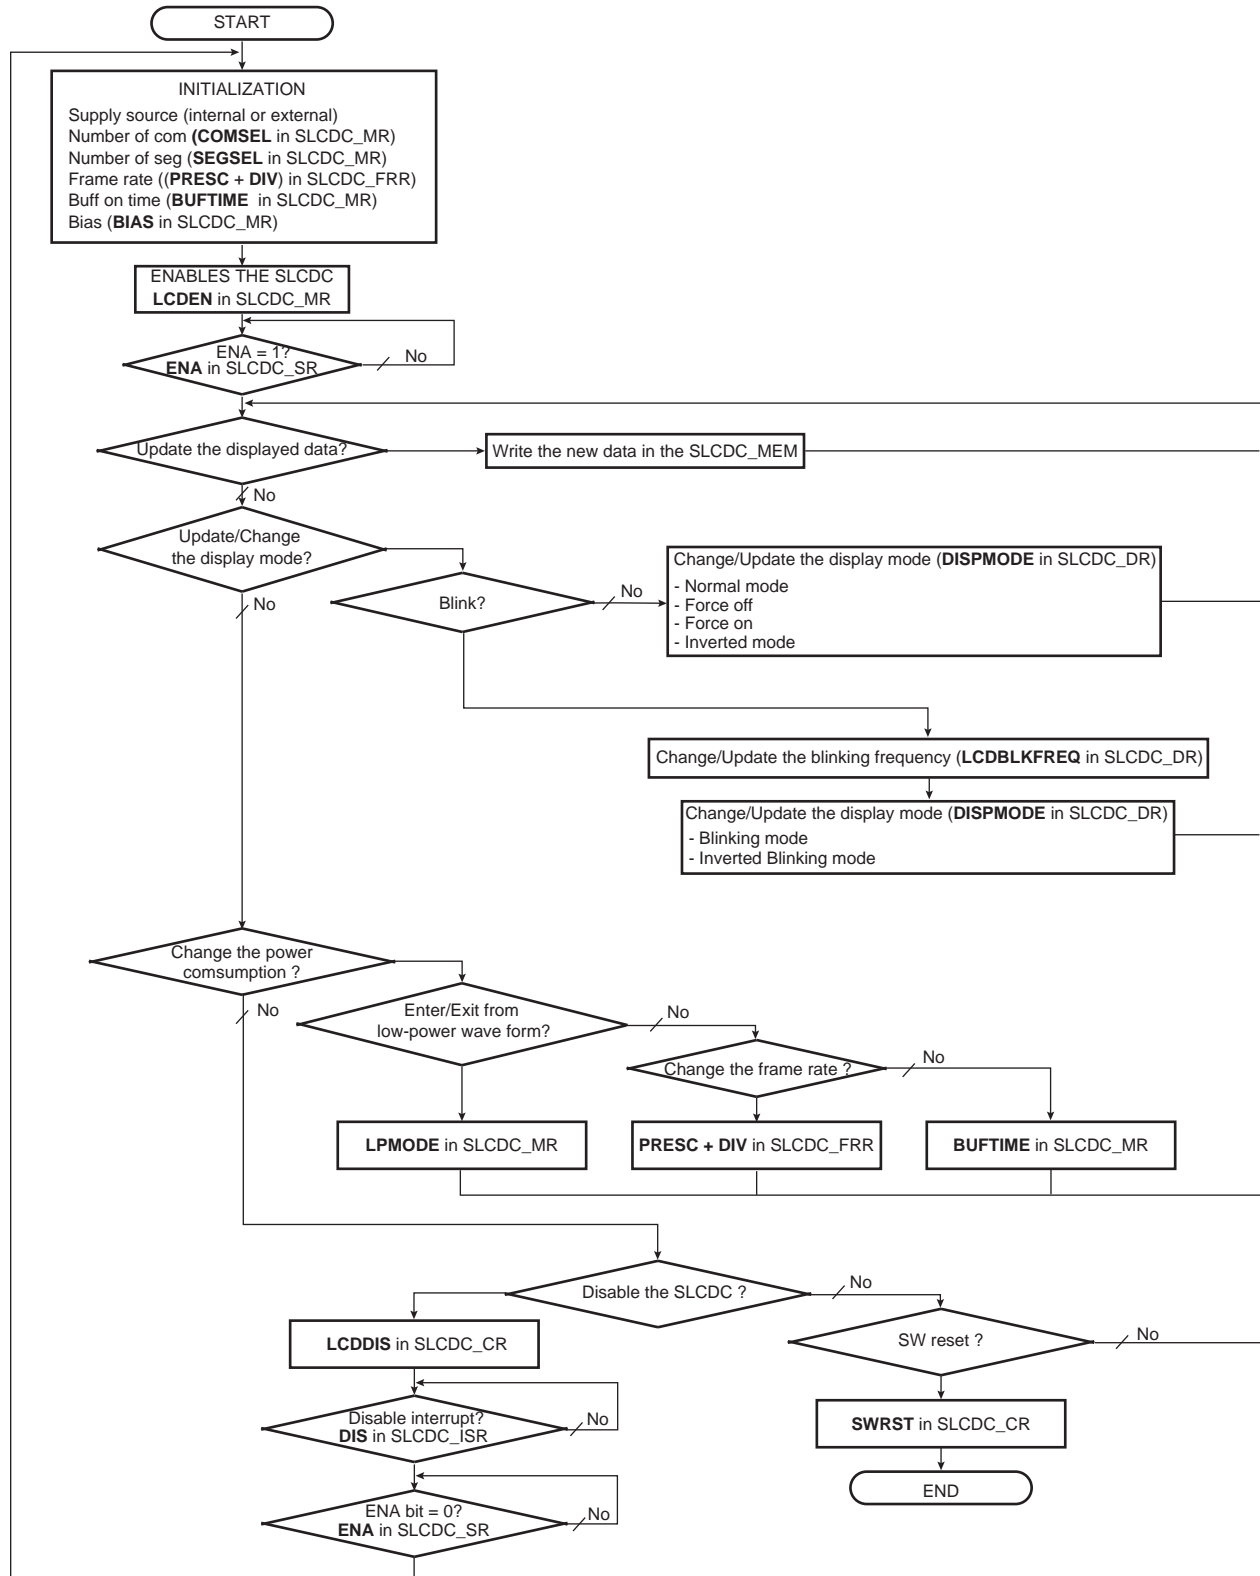 START
INITIALIZATION
Supply source (internal or external)
Number of com (COMSEL in SLCDC_MR)
Number of seg (SEGSEL in SLCDC_MR)
Frame rate ((PRESC + DIV) in SLCDC_FRR)
Buff on time (BUFTIME in SLCDC_MR)
Bias (BIAS in SLCDC_MR)
ENABLES THE SLCDC
LCDEN in SLCDC_MR
ENA = 1?
ENA in SLCDC_SR
No
Update the displayed data?
Write the new data in the SLCDC_MEM
No
Update/Change
the display mode?
No
Blink?
No
Change/Update the display mode (DISPMODE in SLCDC_DR)
- Normal mode
- Force off
- Force on
- Inverted mode
Change/Update the blinking frequency (LCDBLKFREQ in SLCDC_DR)
Change/Update the display mode (DISPMODE in SLCDC_DR)
- Blinking mode
- Inverted Blinking mode
Change the power
comsumption ?
No
Enter/Exit from
low-power wave form?
No
Change the frame rate ?
No
LPMODE in SLCDC_MR
PRESC + DIV in SLCDC_FRR
BUFTIME in SLCDC_MR
Disable the SLCDC ?
No
LCDDIS in SLCDC_CR
SW reset ?
No
Disable interrupt?
DIS in SLCDC_ISR
No
SWRST in SLCDC_CR
END
ENA bit = 0?
ENA in SLCDC_SR
No